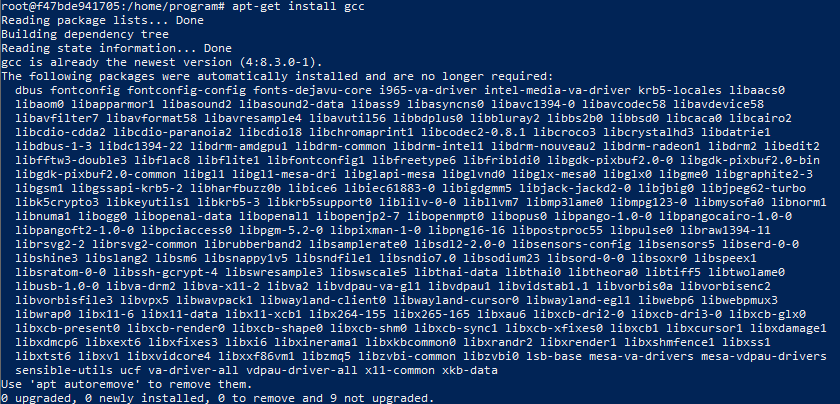 root@f47bde941705:/home/program# apt-get install gcc
Reading package lists... Done
Building dependency tree
Reading state information... Done
gcc is already the newest version (4:8.3.0-1).
The following packages were automatically installed and are no longer required:
dbus fontconfig fontconfig-config fonts-dejavu-core i965-va-driver intel-media-va-driver krb5-locales libaacs0
libaom0 libapparmor1 libasound2 libasound2-data libass9 libasyncns0 libavc1394-0 libavcodec58 libavdevice58
libavfilter7 libavformat58 libavresample4 libavutil56 libbdplus0 libbluray2 libbs2b0 libbsd0 libcaca0 libcairo2
libcdio-cdda2 libcdio-paranoia2 libcdio18 libchromaprint1 libcodec2-0.8.1 libcroco3 libcrystalhd3 libdatrie1
libdbus-1-3 libdc1394-22 libdrm-amdgpu1 libdrm-common libdrm-intel1 libdrm-nouveau2 libdrm-radeon1 libdrm2 libedit2
libfftw3-double3 libflac8 libflite1 libfontconfig1 libfreetype6 libfribidi0 libgdk-pixbuf2.0-0 libgdk-pixbuf2.0-bin
libgdk-pixbuf2.0-common libgl1 libgl1-mesa-dri libglapi-mesa libglvnd0 libglx-mesa0 libglx0 libgme0 libgraphite2-3
libgsm1 libgssapi-krb5-2 libharfbuzz0b libice6 libiec61883-0 libigdgmm5 libjack-jackd2-0 libjbig0 libjpeg62-turbo
libk5crypto3 libkeyutils1 libkrb5-3 libkrb5support0 liblilv-0-0 libllvm7 libmp3lame0 libmpg123-0 libmysofa0 libnorm1
libnuma1 libogg0 libopenal-data libopenal1 libopenjp2-7 libopenmpt0 libopus0 libpango-1.0-0 libpangocairo-1.0-0
libpangoft2-1.0-0 libpciaccess0 libpgm-5.2-0 libpixman-1-0 libpng16-16 libpostproc55 libpulse0 libraw1394-11
librsvg2-2 librsvg2-common librubberband2 libsamplerate0 libsdl2-2.0-0 libsensors-config libsensors5 libserd-0-0
libshine3 libslang2 libsm6 libsnappy1v5 libsndfile1 libsndio7.0 libsodium23 libsord-0-0 libsoxr0 libspeex1
libsratom-0-0 libssh-gcrypt-4 libswresample3 libswscale5 libthai-data libthai0 libtheora0 libtiff5 libtwolame0
libusb-1.0-0 libva-drm2 libva-x11-2 libva2 libvdpau-va-gl1 libvdpau1 libvidstab1.1 libvorbis0a libvorbisenc2
libvorbisfile3 libvpx5 libwavpack1 libwayland-client0 libwayland-cursor0 libwayland-egl1 libwebp6 libwebpmux3
libwrap0 libx11-6 libx11-data libx11-xcb1 libx264-155 libx265-165 libxau6 libxcb-dri2-0 libxcb-dri3-0 libxcb-glx0
libxcb-present0 libxcb-render0 libxcb-shape0 libxcb-shm0 libxcb-sync1 libxcb-xfixes0 libxcb1 libxcursor1 libxdamage1
libxdmcp6 libxext6 libxfixes3 libxi6 libxinerama1 libxkbcommon0 libxrandr2 libxrender1 libxshmfence1 libxss1
libxtst6 libxv1 libxvidcore4 libxxf86vm1 libzmq5 libzvbi-common libzvbi0 lsb-base mesa-va-drivers mesa-vdpau-drivers
sensible-utils ucf va-driver-all vdpau-driver-all x11-common xkb-data
Use 'apt autoremove' to remove them.
0 upgraded, 0 newly installed, 0 to remove and 9 not upgraded.